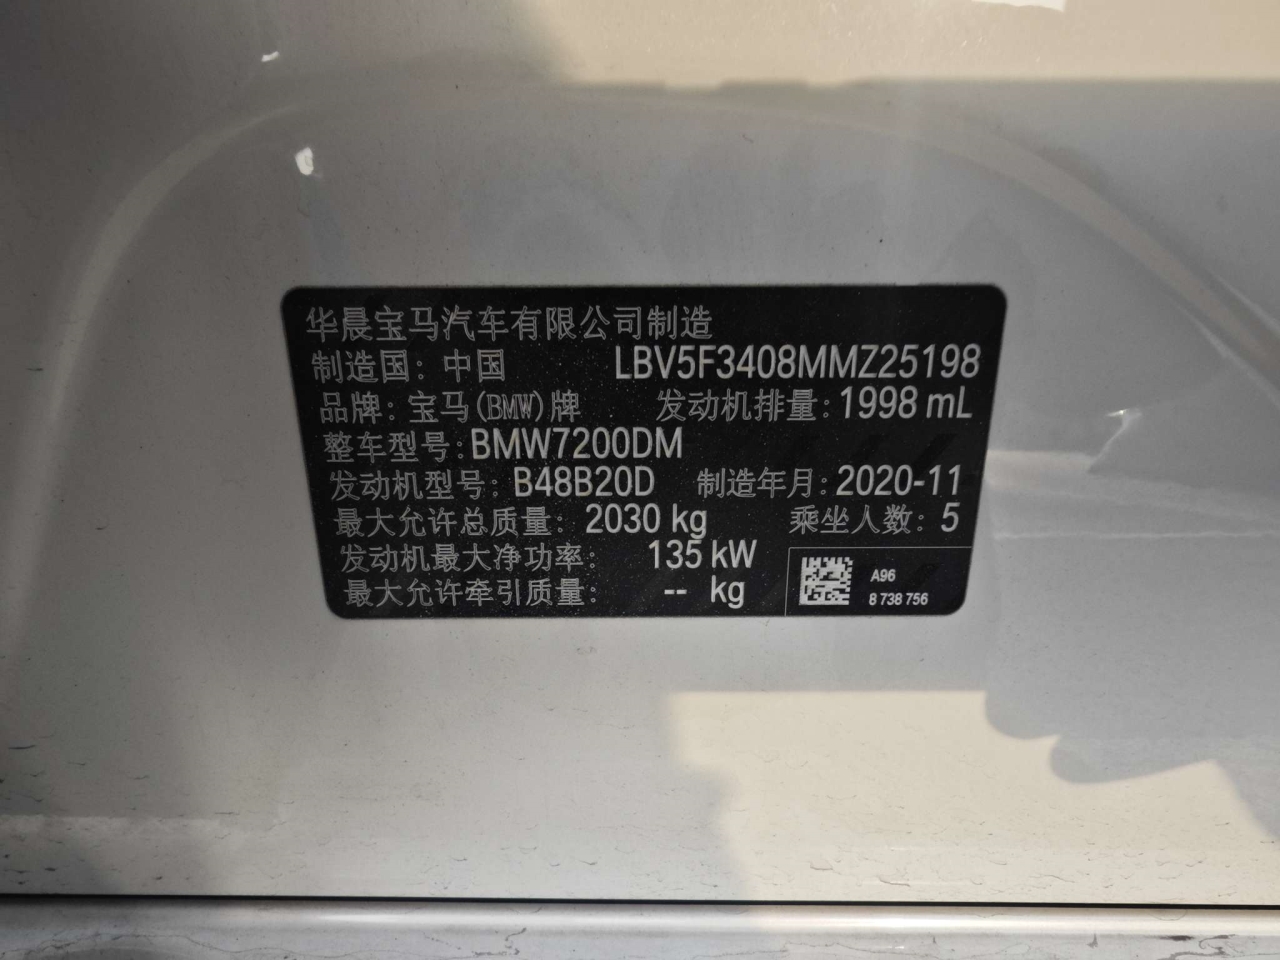 华晨宝马汽车有限公司制造
制造国: 中国 LBV5F3408MMZ25198
品牌: 宝马(BMW)牌 发动机排量: 1998 mL
整车型号: BMW7200DM
发动机型号: B48B20D 制造年月: 2020-11
最大允许总质量: 2030 kg 乘坐人数: 5
发动机最大净功率: 135 kW
最大允许牵引质量: -- kg
A96
8 738 756